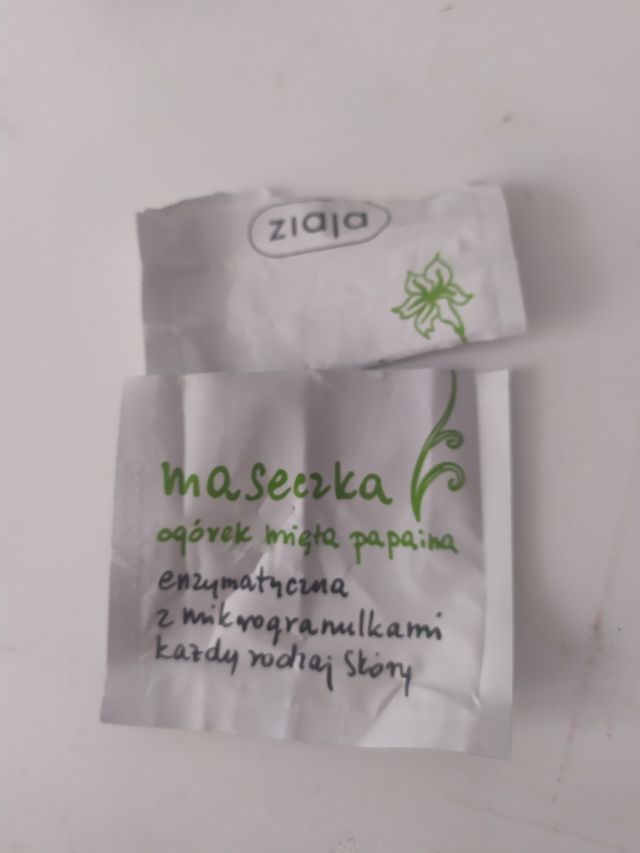 ziaja
maseczka
ogórek mięta papaina
enzymatyczna
z mikrogranulkami
każdy rodzaj skóry